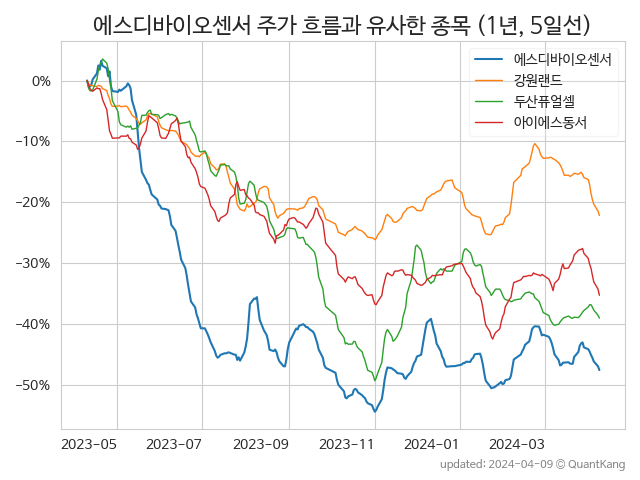 에스디바이오센서 주가 흐름과 유사한 종목 (1년, 5일선)
에스디바이오센서
강원랜드
두산퓨얼셀
아이에스동서
0%
−10%
−20%
−30%
−40%
−50%
2023-05 2023-07 2023-09 2023-11 2024-01 2024-03
updated: 2024-04-09 © QuantKang